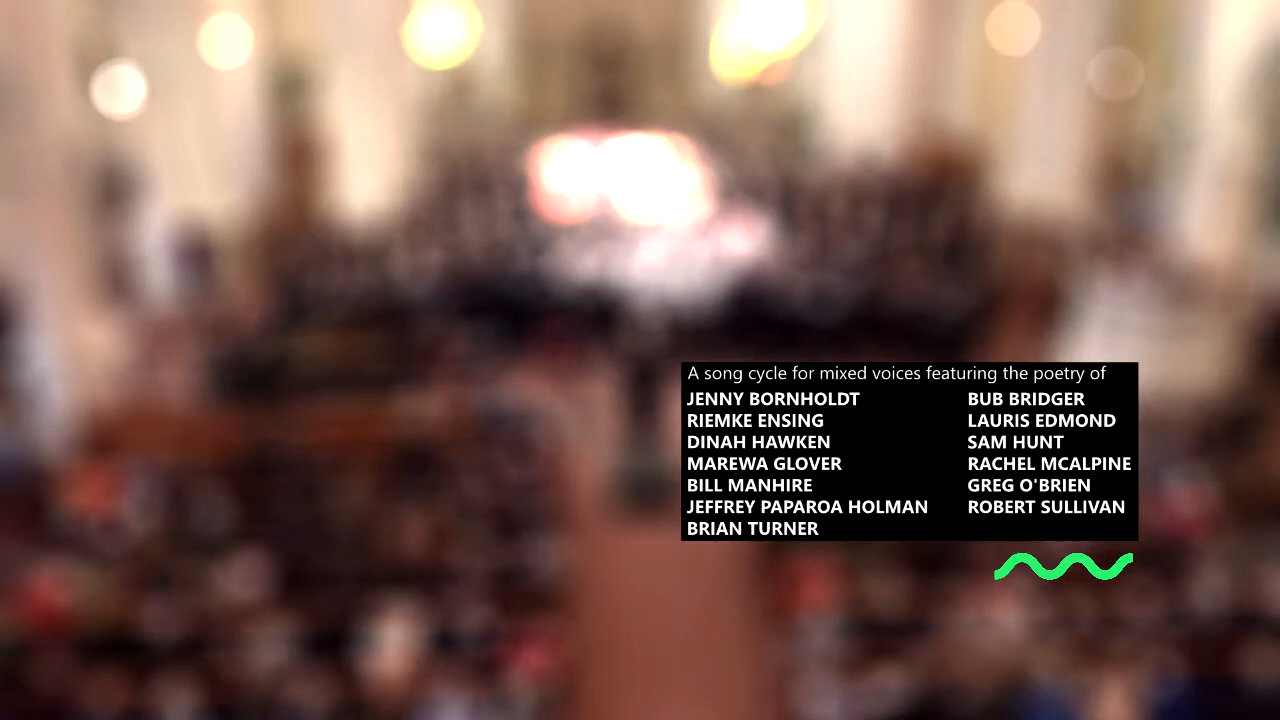 A song cycle for mixed voices featuring the poetry of
JENNY BORNHOLDT
RIEMKE ENSING
DINAH HAWKEN
MAREWA GLOVER
BILL MANHIRE
JEFFREY PAPAROA HOLMAN
BRIAN TURNER
BUB BRIDGER
LAURIS EDMOND
SAM HUNT
RACHEL MCALPINE
GREG O'BRIEN
ROBERT SULLIVAN